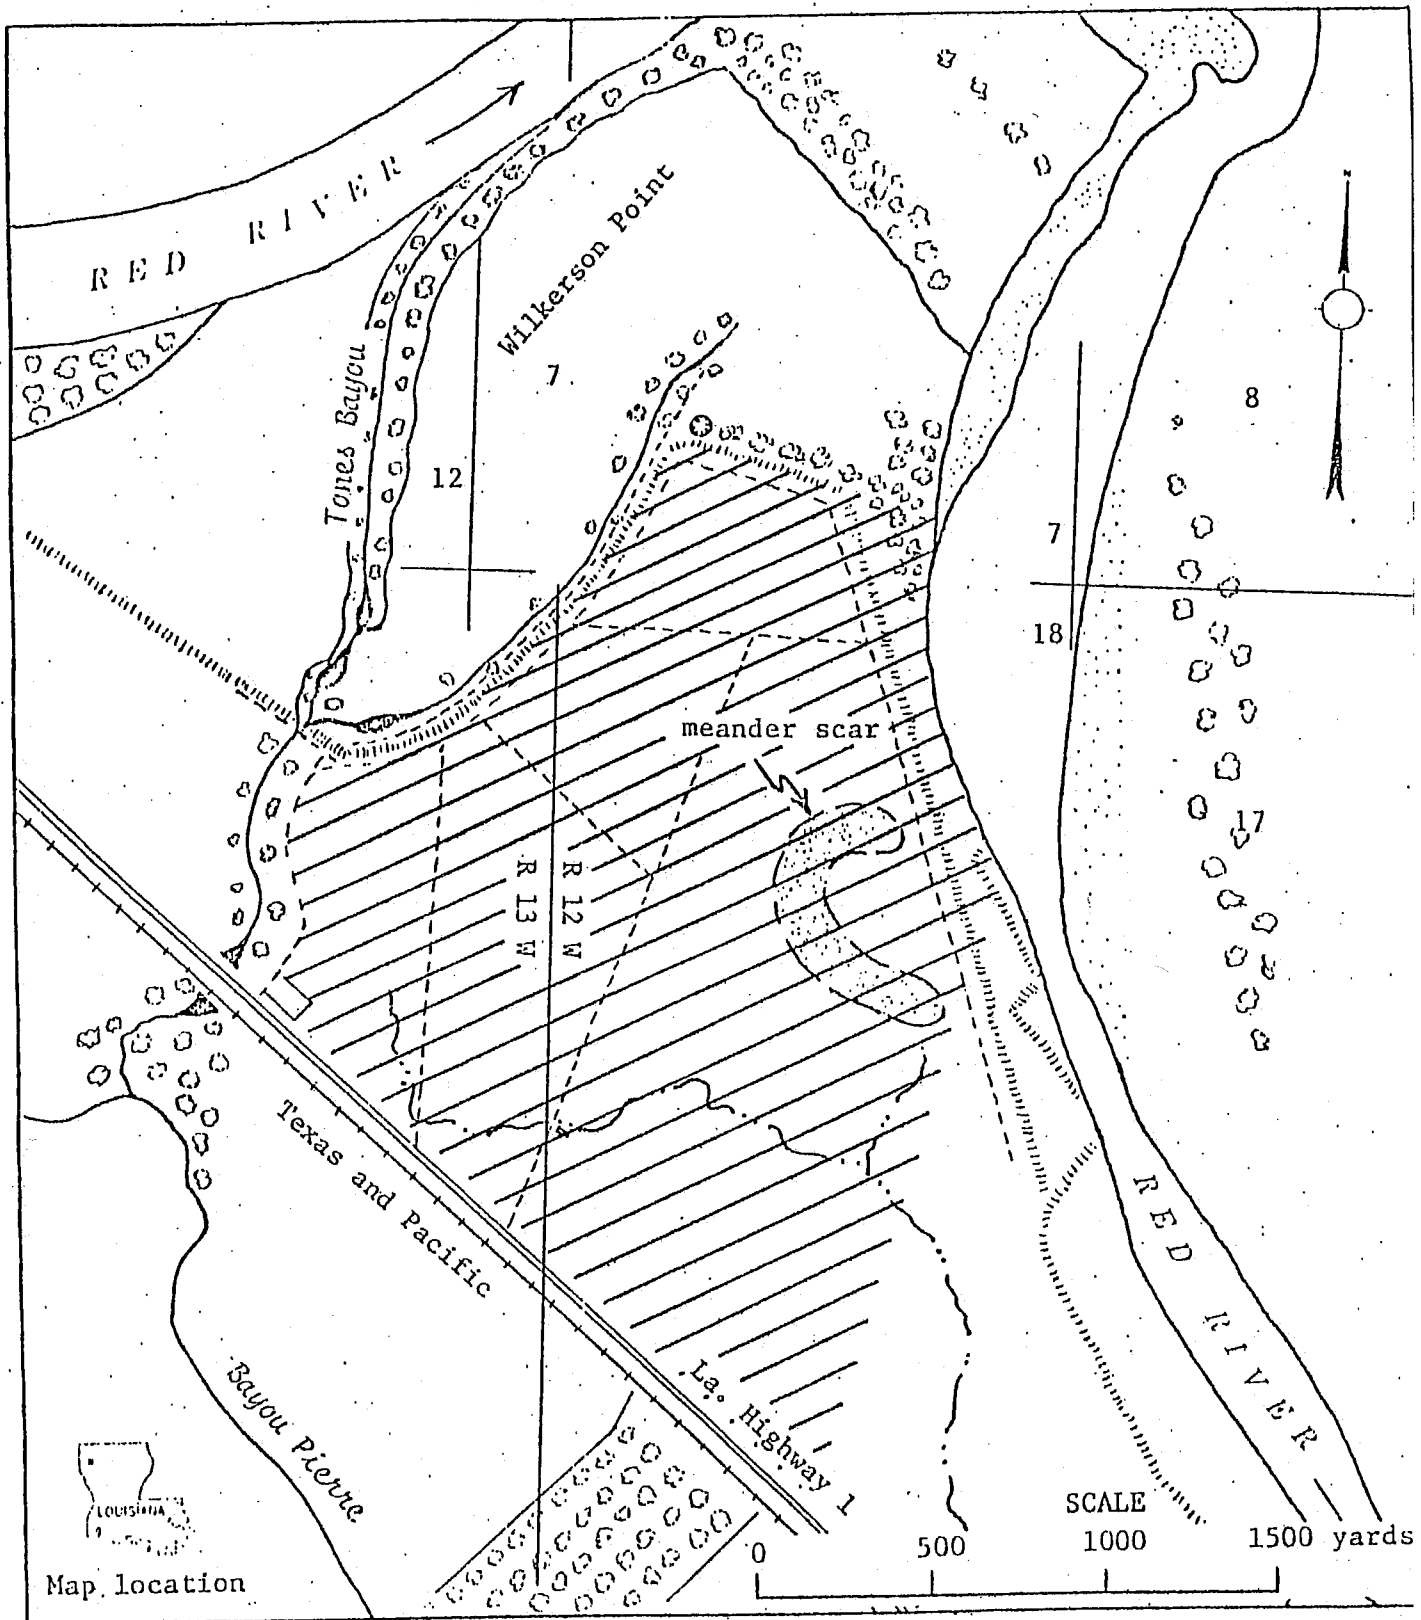 N
RED RIVER
Wilkerson Point
7
8
Tones Bayou
12
7
18
meander scar
17
R 13 W
R 12 W
Texas and Pacific
RED RIVER
La. Highway 1
Bayou Pierre
LOUISIANA
Map location
SCALE
0 500 1000 1500 yards